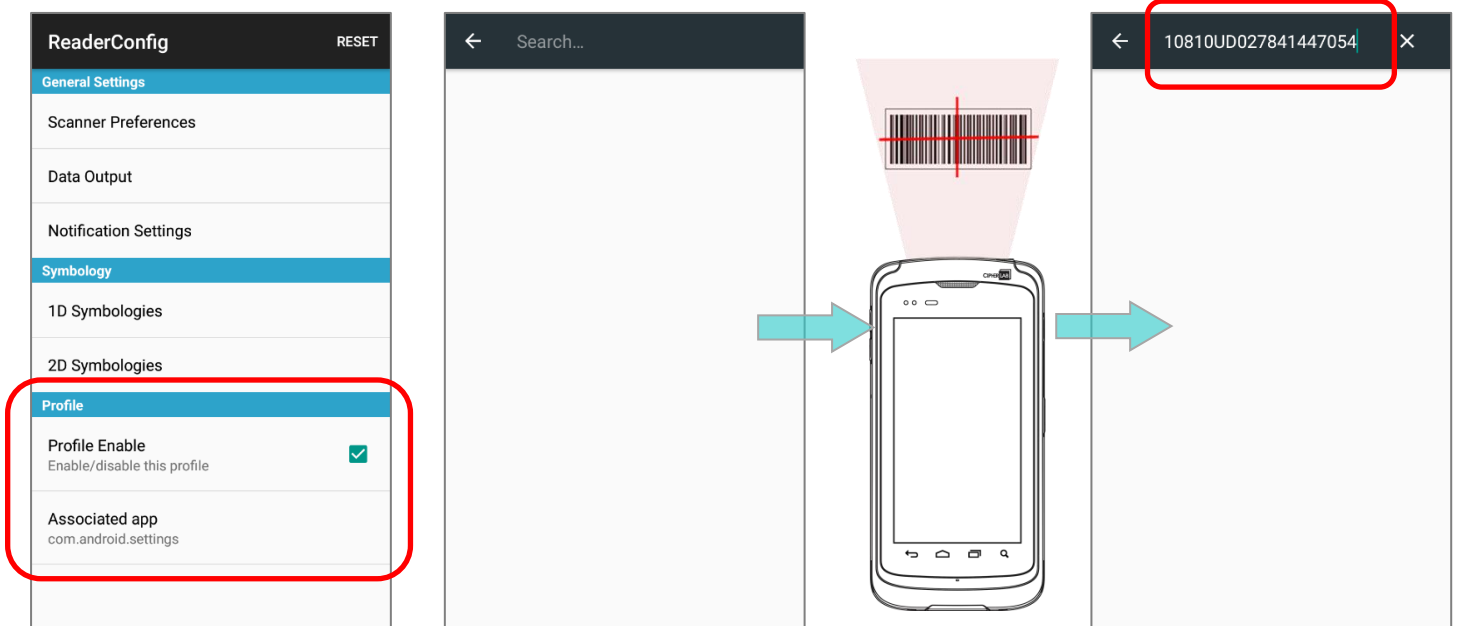 ReaderConfig
RESET
General Settings
Scanner Preferences
Data Output
Notification Settings
Symbology
1D Symbologies
2D Symbologies
Profile
Profile Enable
Enable/disable this profile
Associated app
com.android.settings
Search...
CIPHERLAB
10810UD027841447054